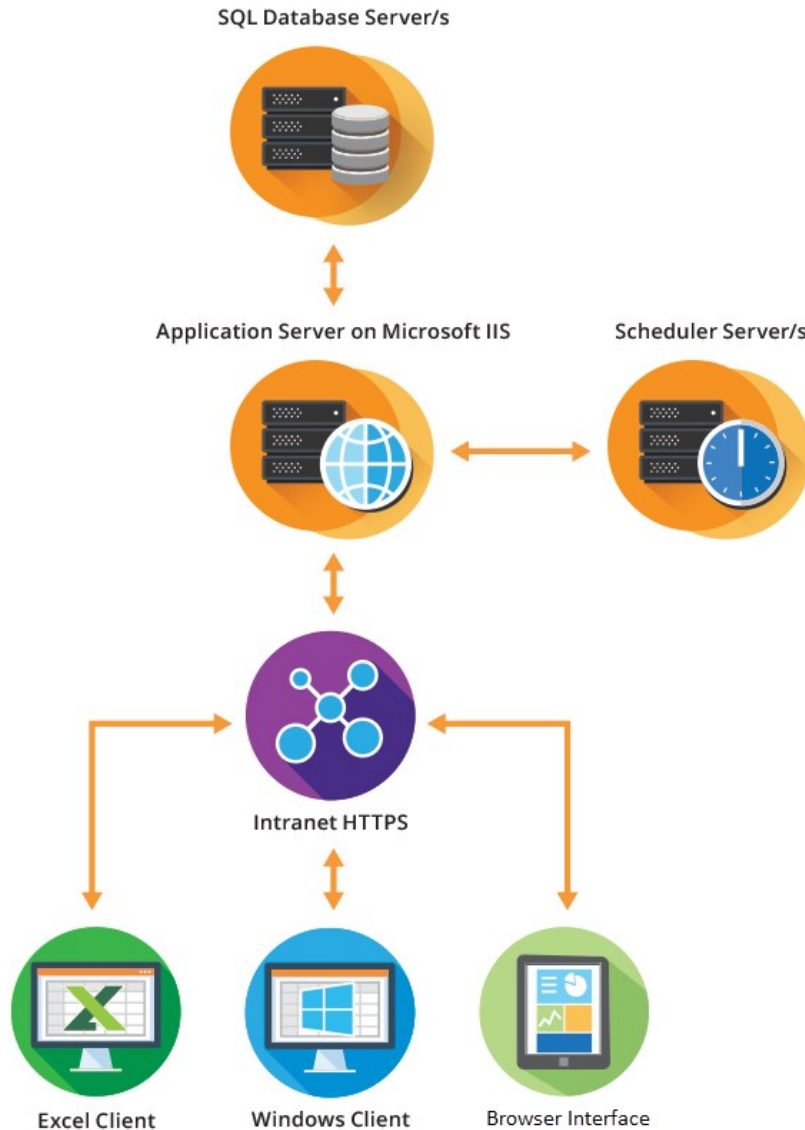 SQL Database Server/s
Application Server on Microsoft IIS
Scheduler Server/s
Intranet HTTPS
Excel Client
Windows Client
Browser Interface